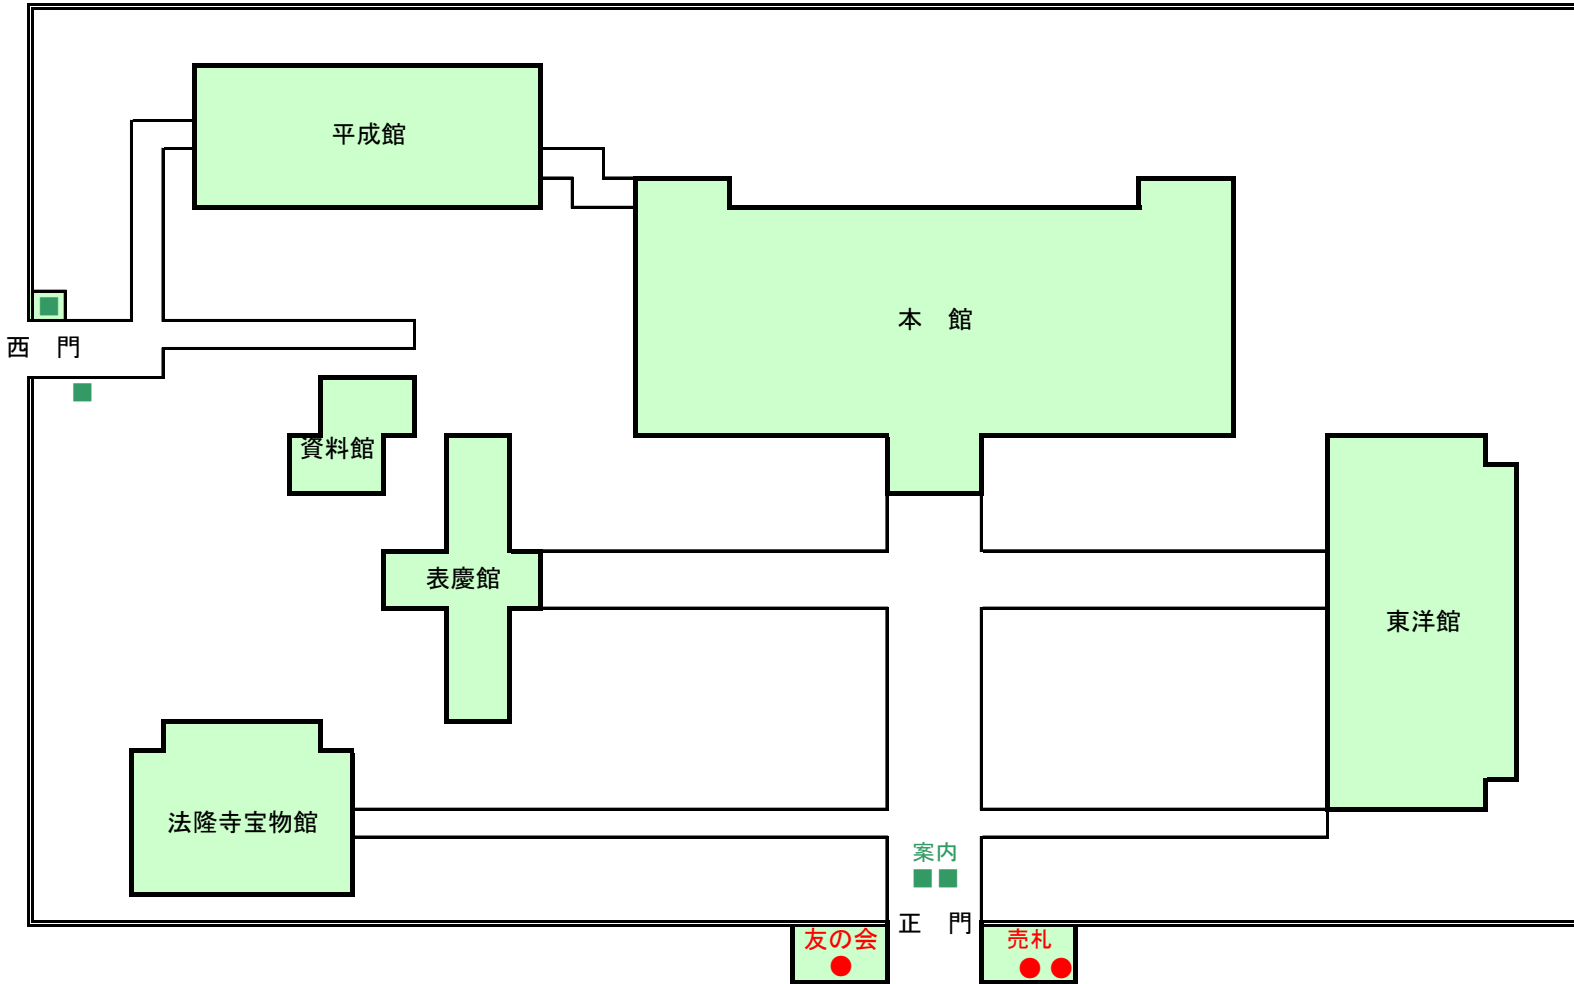 平成館
本　館
西　門
資料館
表慶館
東洋館
法隆寺宝物館
案内
正　門
友の会
売札